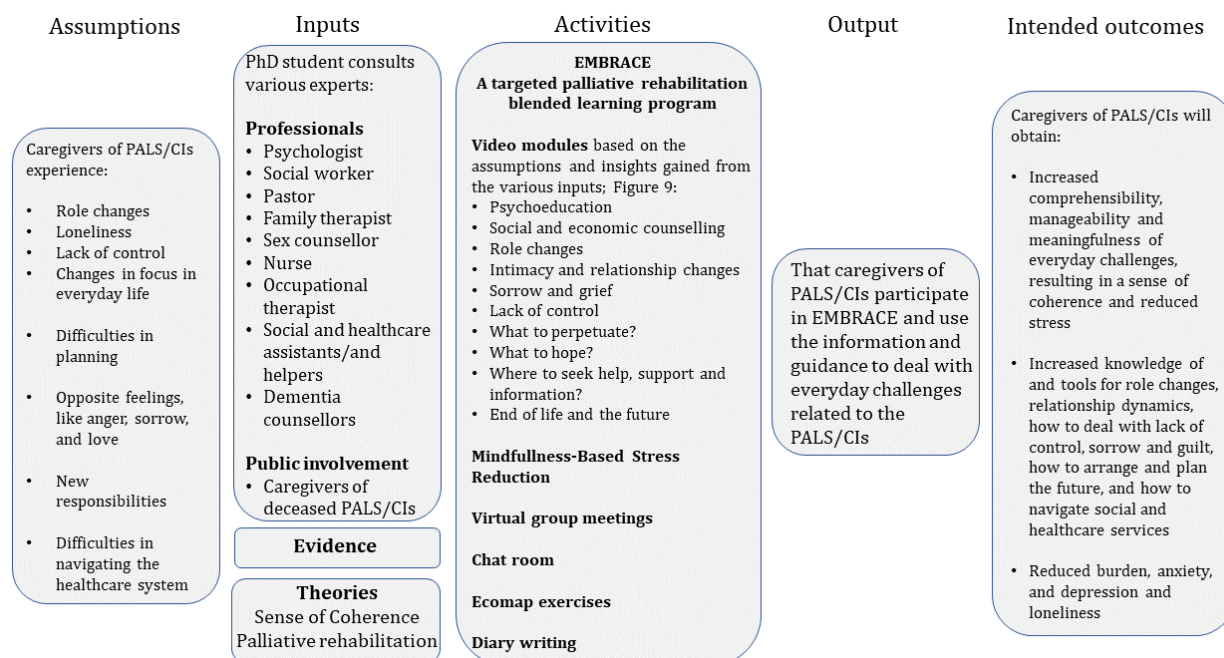 Assumptions
Caregivers of PALS/CIs
experience:
• Role changes
• Loneliness
• Lack of control
• Changes in focus in
everyday life
• Difficulties in
planning
• Opposite feelings,
like anger, sorrow,
and love
• New
responsibilities
• Difficulties in
navigating the
healthcare system
Inputs
PhD student consults
various experts:
Professionals
• Psychologist
• Social worker
• Pastor
• Family therapist
• Sex counsellor
• Nurse
• Occupational
therapist
• Social and healthcare
assistants/and
helpers
• Dementia
counsellors
Public involvement
• Caregivers of
deceased PALS/CIs
Evidence
Theories
Sense of Coherence
Palliative rehabilitation
Activities
EMBRACE
A targeted palliative rehabilitation
blended learning program
Video modules based on the
assumptions and insights gained from
the various inputs; Figure 9:
• Psychoeducation
• Social and economic counselling
• Role changes
• Intimacy and relationship changes
• Sorrow and grief
• Lack of control
• What to perpetuate?
• What to hope?
• Where to seek help, support and
information?
• End of life and the future
Mindfullness-Based Stress
Reduction
Virtual group meetings
Chat room
Ecomap exercises
Diary writing
Output
That caregivers of
PALS/CIs participate
in EMBRACE and use
the information and
guidance to deal with
everyday challenges
related to the
PALS/CIs
Intended outcomes
Caregivers of PALS/CIs will
obtain:
• Increased
comprehensibility,
manageability and
meaningfulness of
everyday challenges,
resulting in a sense of
coherence and reduced
stress
• Increased knowledge of
and tools for role changes,
relationship dynamics,
how to deal with lack of
control, sorrow and guilt,
how to arrange and plan
the future, and how to
navigate social and
healthcare services
• Reduced burden, anxiety,
and depression and
loneliness